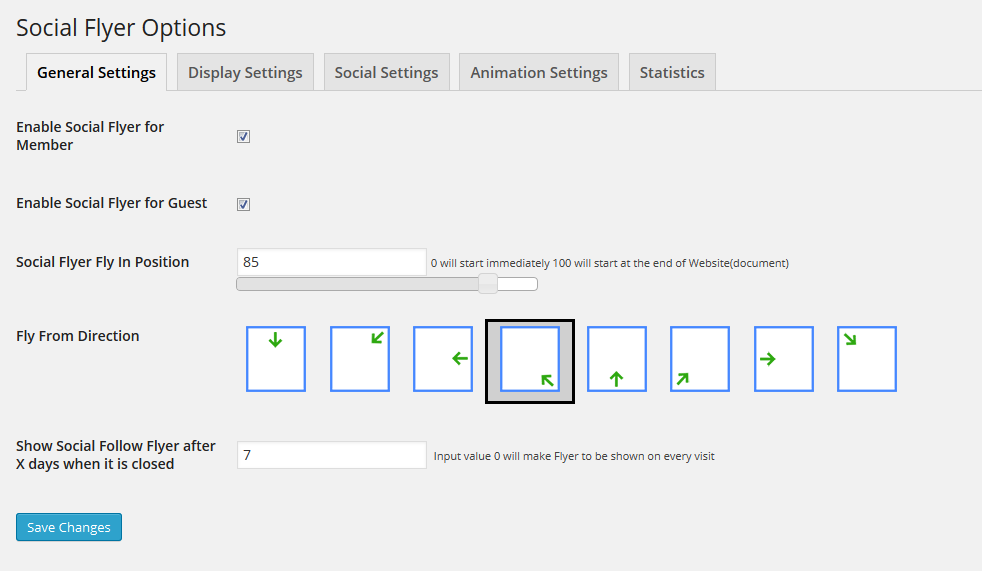 Social Flyer Options
General Settings
Display Settings
Social Settings
Animation Settings
Statistics
Enable Social Flyer for
Member
Enable Social Flyer for Guest
Social Flyer Fly In Position
85
0 will start immediately 100 will start at the end of Website(document)
Fly From Direction
Show Social Follow Flyer after
X days when it is closed
7
Input value 0 will make Flyer to be shown on every visit
Save Changes